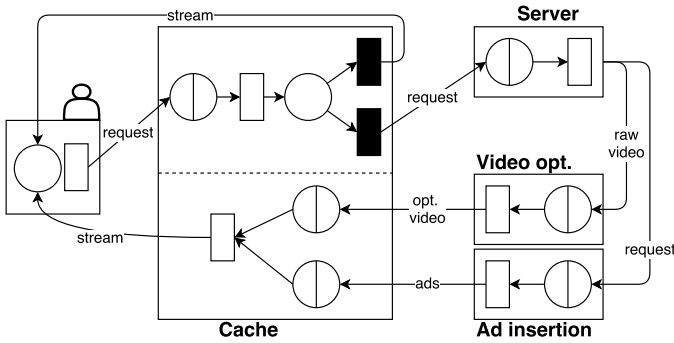 stream
Server
request
request
raw
video
Video opt.
opt.
video
request
stream
ads
Cache
Ad insertion